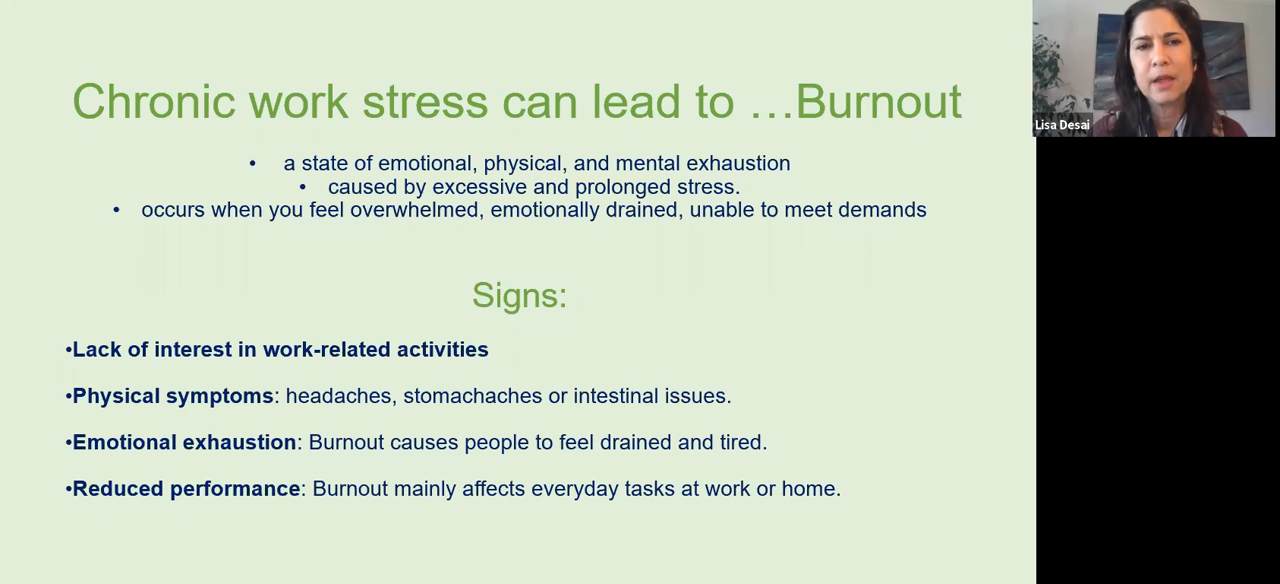 Chronic work stress can lead to …Burnout
• a state of emotional, physical, and mental exhaustion
• caused by excessive and prolonged stress.
• occurs when you feel overwhelmed, emotionally drained, unable to meet demands
Signs:
•Lack of interest in work-related activities
•Physical symptoms: headaches, stomachaches or intestinal issues.
•Emotional exhaustion: Burnout causes people to feel drained and tired.
•Reduced performance: Burnout mainly affects everyday tasks at work or home.
Lisa Desai